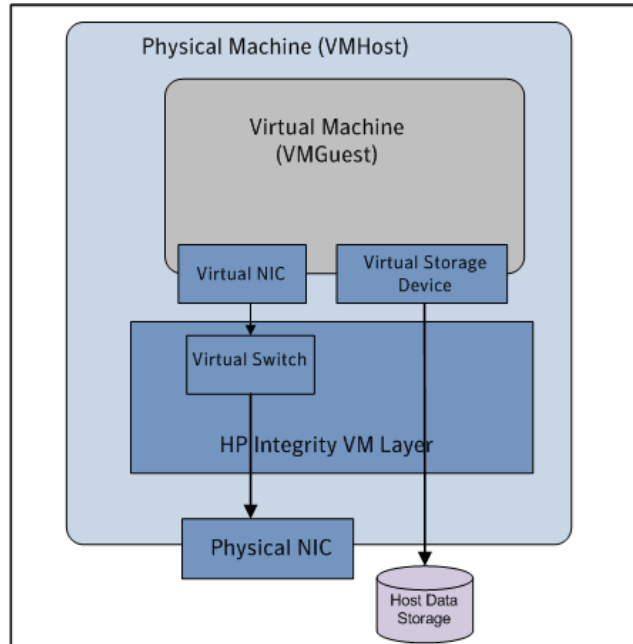 Physical Machine (VMHost)
Virtual Machine
(VMGuest)
Virtual NIC
Virtual Storage
Device
Virtual Switch
HP Integrity VM Layer
Physical NIC
Host Data
Storage